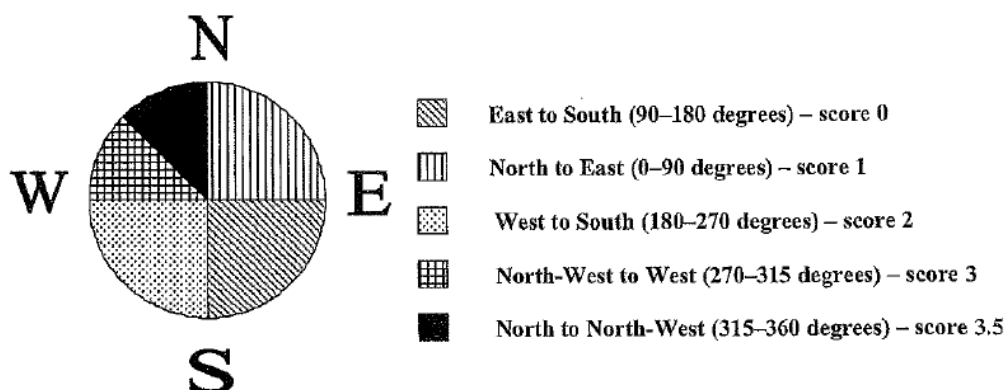 N
W
E
S
East to South (90–180 degrees) – score 0
North to East (0–90 degrees) – score 1
West to South (180–270 degrees) – score 2
North-West to West (270–315 degrees) – score 3
North to North-West (315–360 degrees) – score 3.5